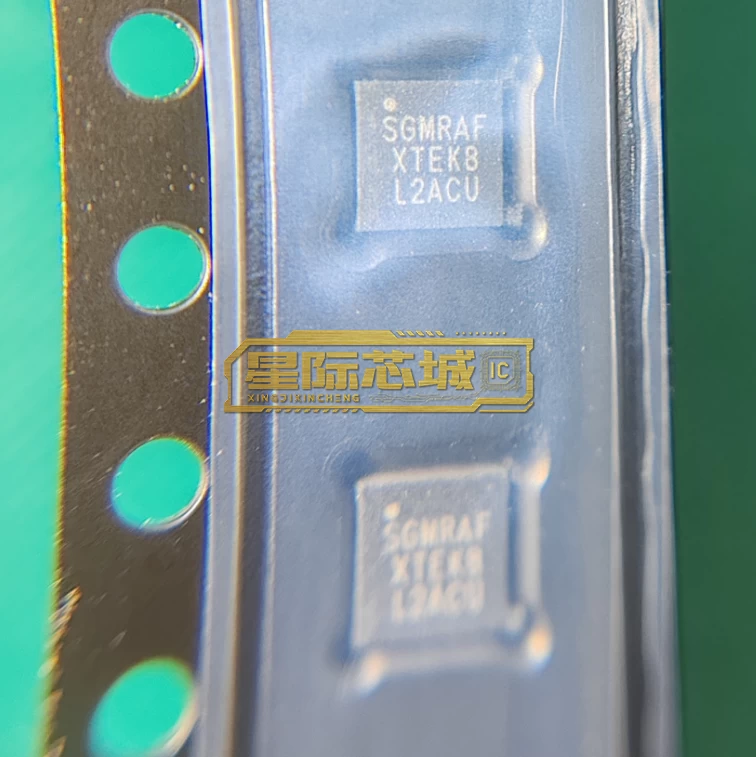 SGMRAF
XTEK8
L2ACU
星际芯城
IC
XINGJIXINCHENG
SGMRAF
XTEK8
L2ACU